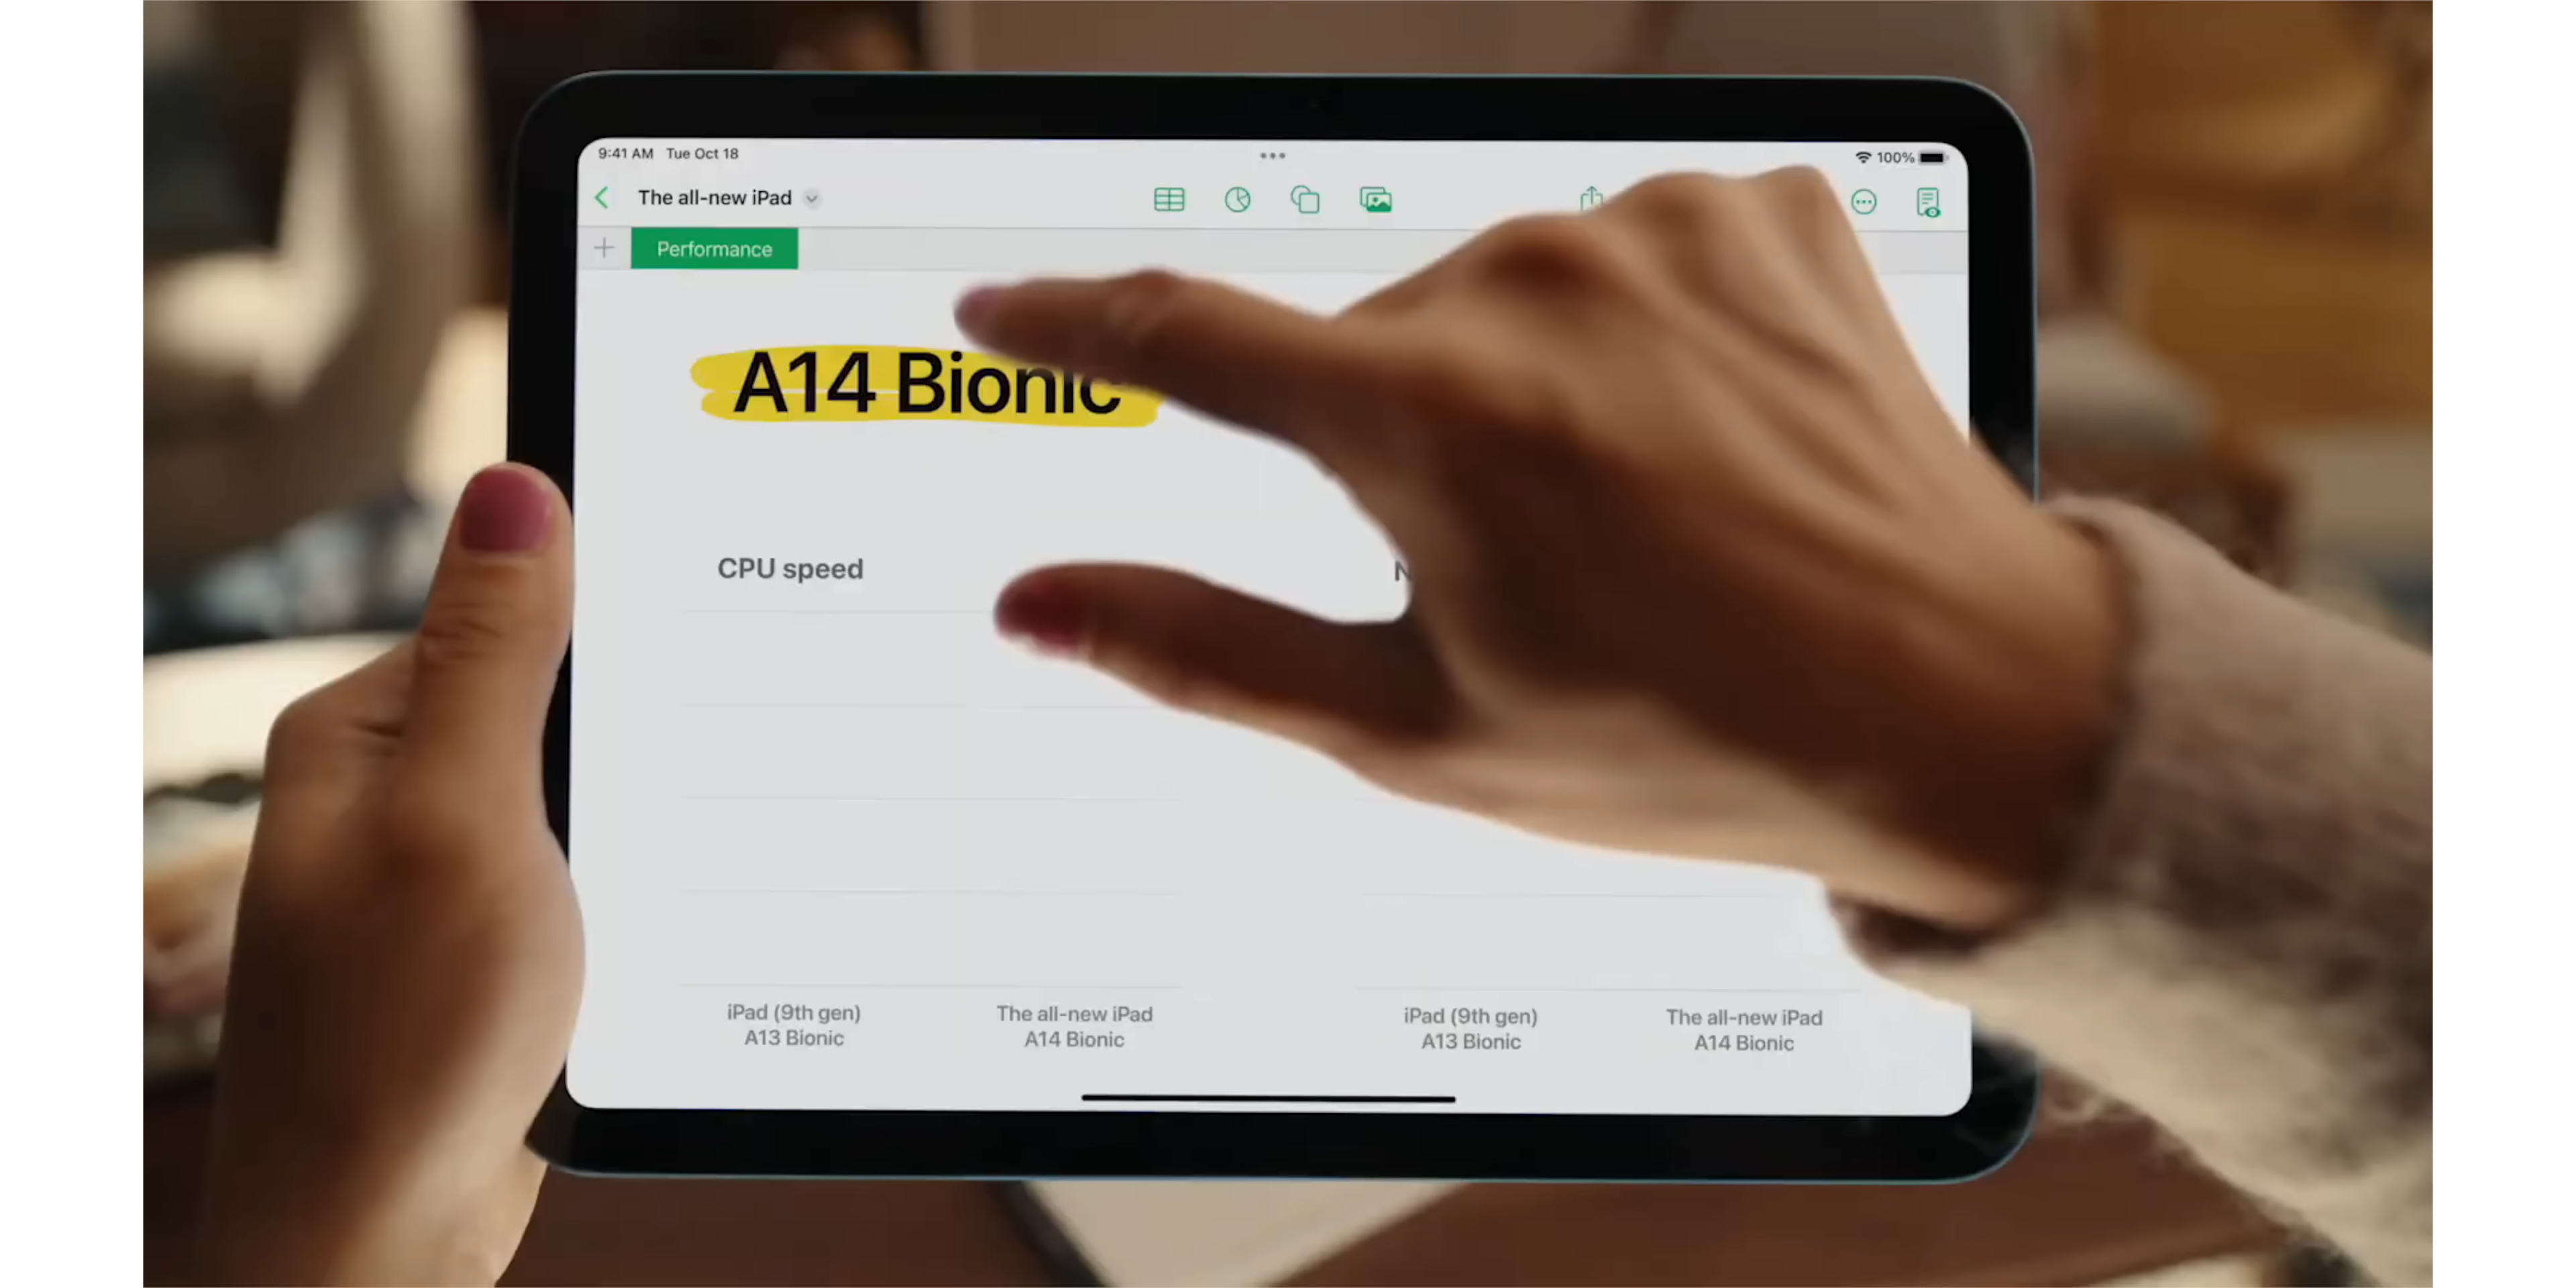 9:41 AM Tue Oct 18
100%
The all-new iPad
Performance
A14 Bionic
CPU speed
iPad (9th gen)
A13 Bionic
The all-new iPad
A14 Bionic
iPad (9th gen)
A13 Bionic
The all-new iPad
A14 Bionic